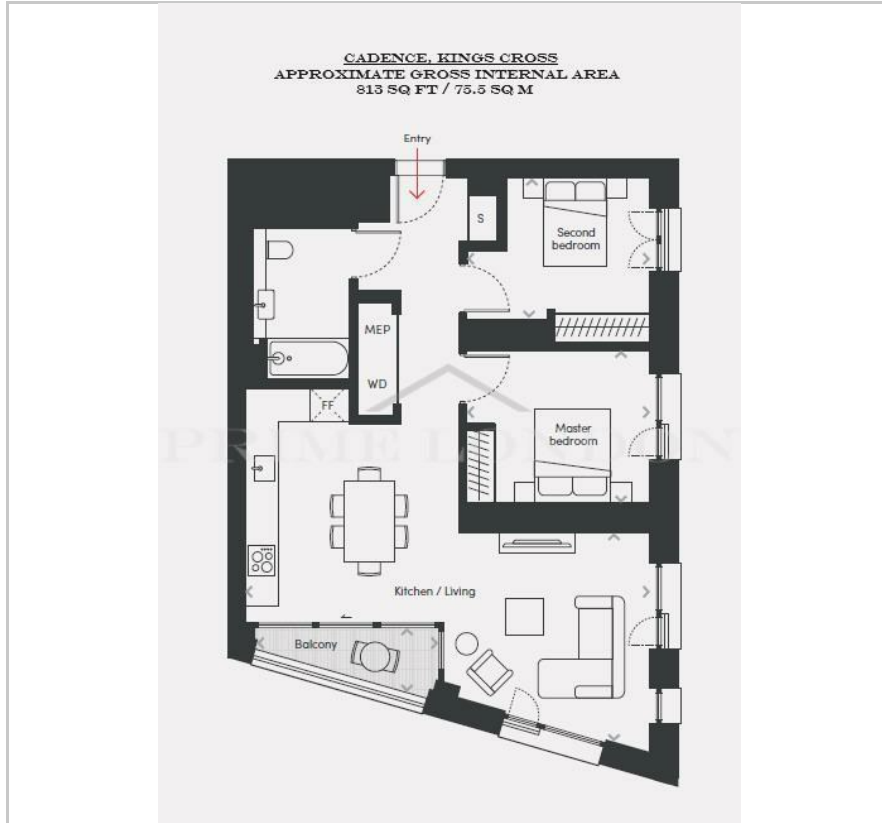 CADENCE, KINGS CROSS
APPROXIMATE GROSS INTERNAL AREA
813 SQ FT / 75.5 SQ M
Entry
S
Second
bedroom
MEP
WD
FF
Master
bedroom
PRIME LONDON
Kitchen / Living
Balcony